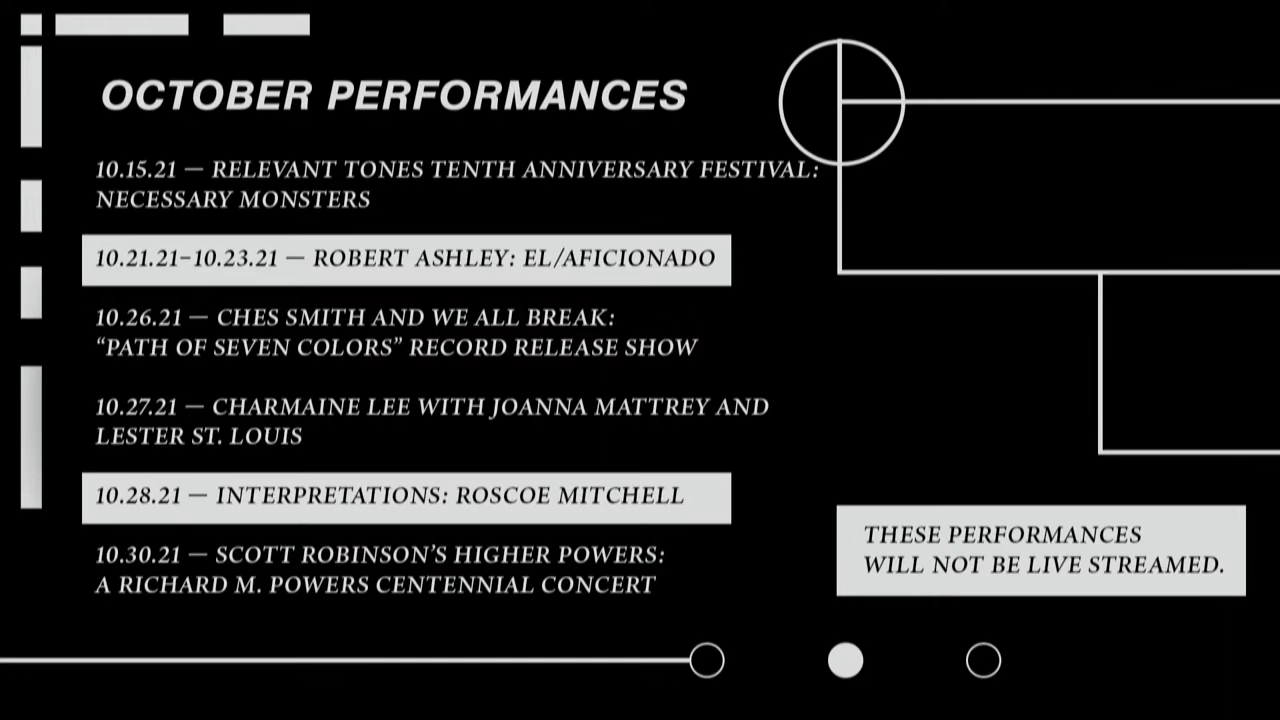 OCTOBER PERFORMANCES
10.15.21 — RELEVANT TONES TENTH ANNIVERSARY FESTIVAL:
NECESSARY MONSTERS
10.21.21–10.23.21 — ROBERT ASHLEY: EL/AFICIONADO
10.26.21 — CHES SMITH AND WE ALL BREAK:
“PATH OF SEVEN COLORS” RECORD RELEASE SHOW
10.27.21 — CHARMAINE LEE WITH JOANNA MATTREY AND
LESTER ST. LOUIS
10.28.21 — INTERPRETATIONS: ROSCOE MITCHELL
10.30.21 — SCOTT ROBINSON’S HIGHER POWERS:
A RICHARD M. POWERS CENTENNIAL CONCERT
THESE PERFORMANCES
WILL NOT BE LIVE STREAMED.